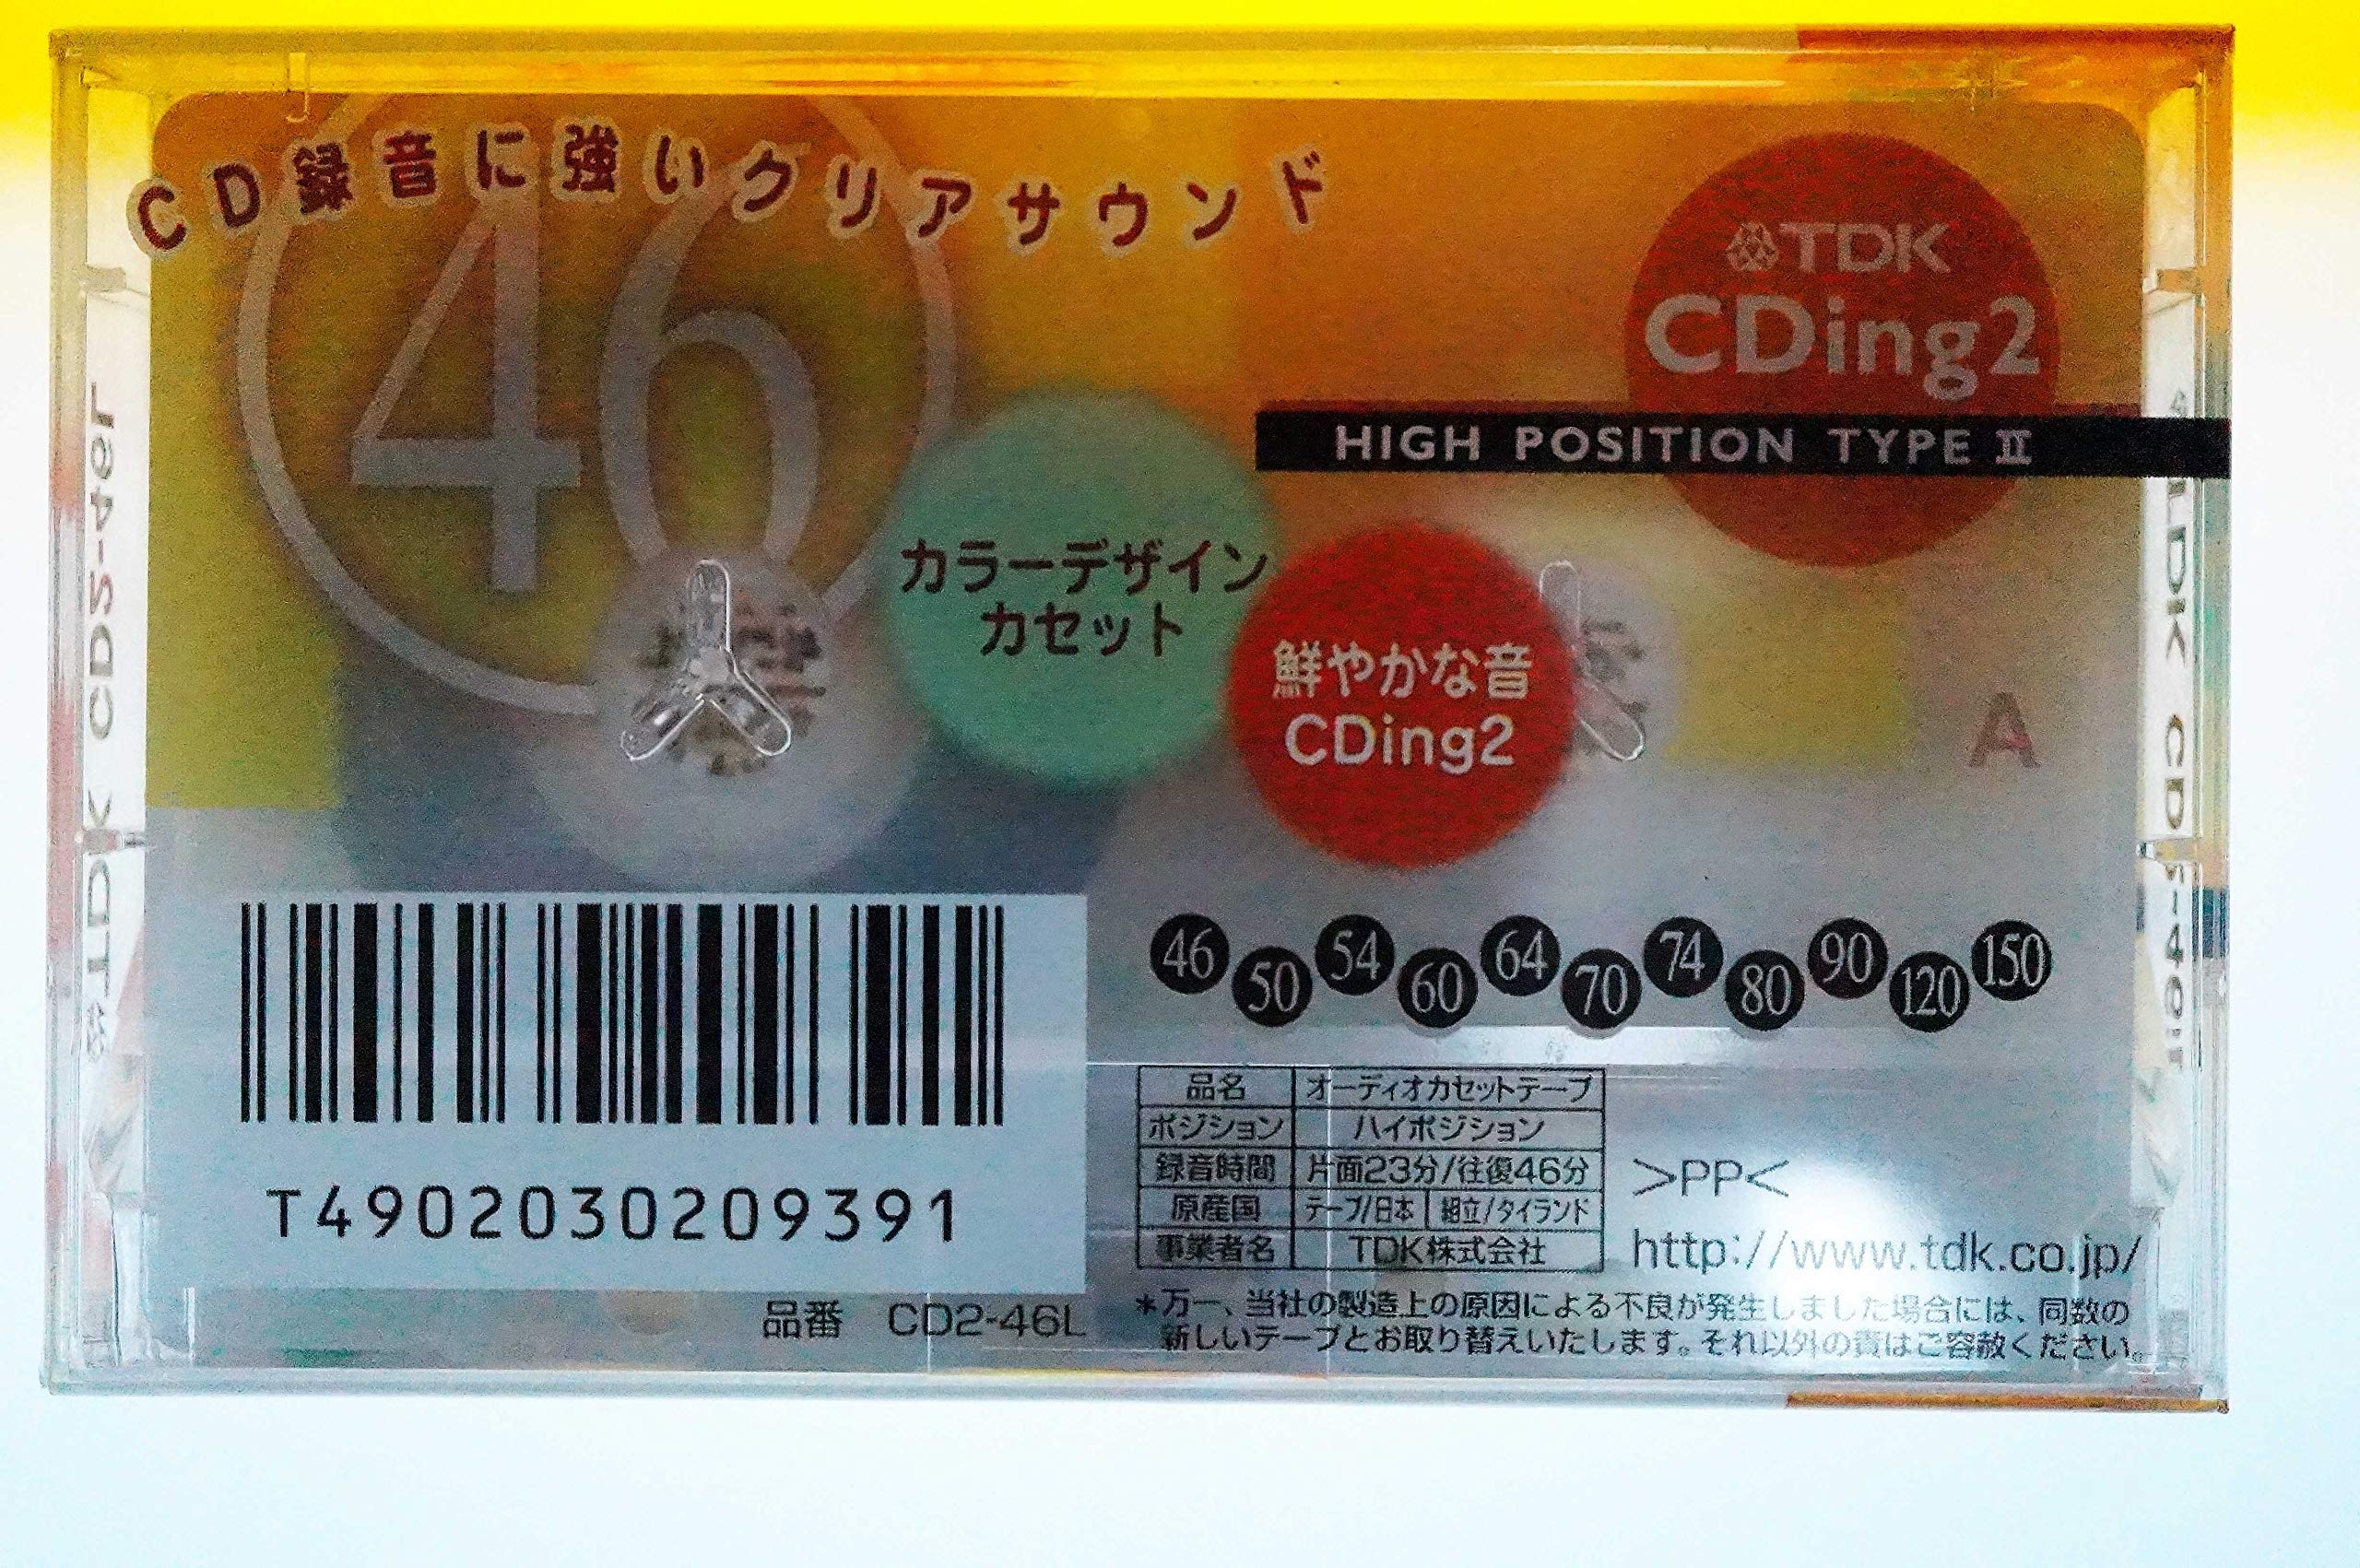 CD録音に強いクリアサウンド
46
TDK
CDing2
HIGH POSITION TYPE II
カラーデザイン
カセット
鮮やかな音
CDing2
A
TDK CD2-46L
TDK CD2-46L
46 50 54 60 64 70 74 80 90 120 150
T4902030209391
品番 CD2-46L
品名 オーディオカセットテープ
ポジション ハイポジション
録音時間 片面23分/往復46分
原産国 テープ/日本 組立/タイランド
事業者名 TDK株式会社
>PP<
http://www.tdk.co.jp/
*万一、当社の製造上の原因による不良が発生しました場合には、同数の
新しいテープとお取り替えいたします。それ以外の責はご容赦ください。